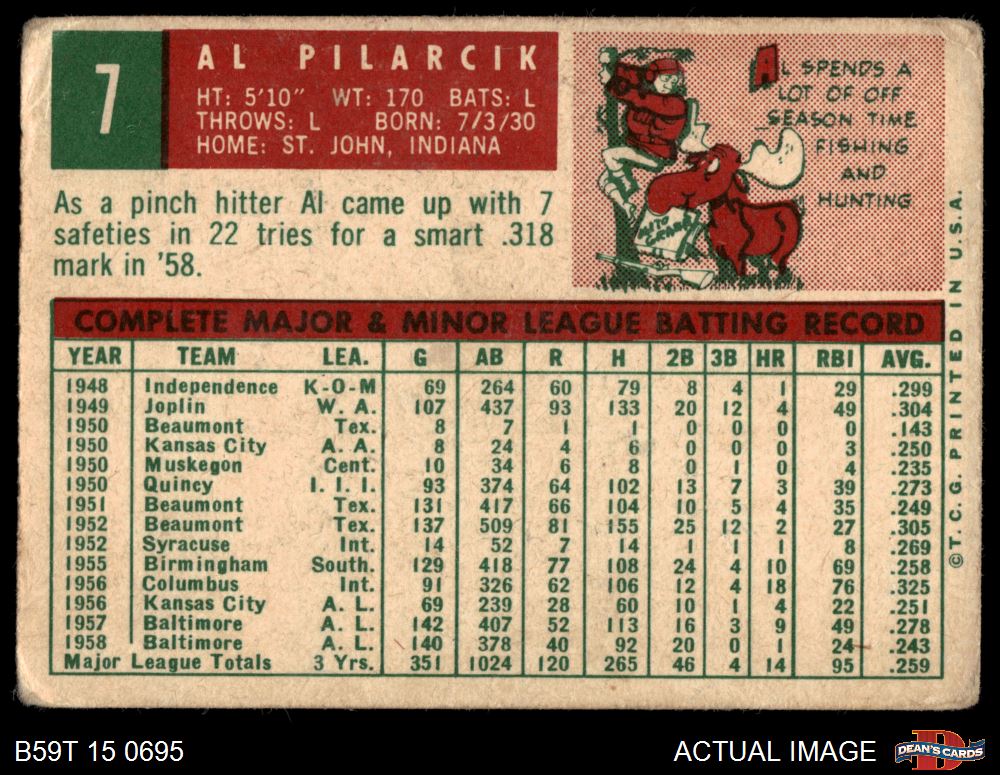 7
AL PILARCIK
HT: 5'10" WT: 170 BATS: L
THROWS: L BORN: 7/3/30
HOME: ST. JOHN, INDIANA
AL SPENDS A
LOT OF OFF
SEASON TIME
FISHING
AND
HUNTING
As a pinch hitter Al came up with 7
safeties in 22 tries for a smart .318
mark in '58.
COMPLETE MAJOR & MINOR LEAGUE BATTING RECORD
YEAR TEAM LEA. G AB R H 2B 3B HR RBI AVG.
1948 Independence K-O-M 69 264 60 79 8 4 1 29 .299
1949 Joplin W. A. 107 437 93 133 20 12 4 49 .304
1950 Beaumont Tex. 8 7 1 1 0 0 0 0 .143
1950 Kansas City A. A. 8 24 4 6 0 0 0 3 .250
1950 Muskegon Cent. 10 34 6 8 0 1 0 4 .235
1950 Quincy I. I. I. 93 374 64 102 13 7 3 39 .273
1951 Beaumont Tex. 131 417 66 104 10 5 4 35 .249
1952 Beaumont Tex. 137 509 81 155 25 12 2 27 .305
1952 Syracuse Int. 14 52 7 14 1 1 1 8 .269
1955 Birmingham South. 129 418 77 108 24 4 10 69 .258
1956 Columbus Int. 91 326 62 106 12 4 18 76 .325
1956 Kansas City A. L. 69 239 28 60 10 1 4 22 .251
1957 Baltimore A. L. 142 407 52 113 16 3 9 49 .278
1958 Baltimore A. L. 140 378 40 92 20 0 1 24 .243
Major League Totals 3 Yrs. 351 1024 120 265 46 4 14 95 .259
© T.C.G. PRINTED IN U.S.A.
B59T 15 0695
ACTUAL IMAGE
DEAN'S CARDS